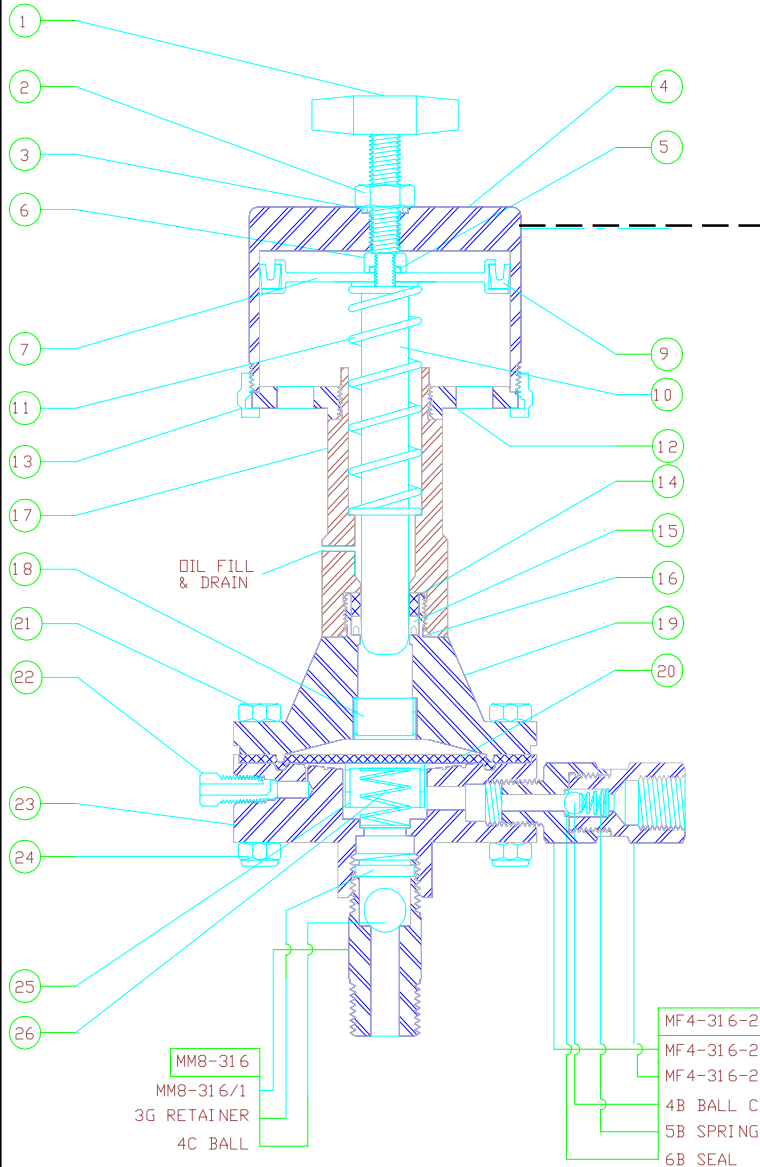 1
2
3
4
5
6
7
9
10
11
12
13
14
17
15
OIL FILL
& DRAIN
16
18
19
21
20
22
23
24
25
26
MM8-316
MM8-316/1
3G RETAINER
4C BALL
MF4-316-2
MF4-316-2
MF4-316-2
4B BALL C
5B SPRING
6B SEAL